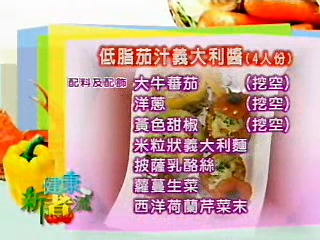 低脂茄汁義大利醬(4人份)
配料及配飾 大牛蕃茄 (挖空)
洋蔥 (挖空)
黃色甜椒 (挖空)
米粒狀義大利麵
披薩乳酪絲
蘿蔓生菜
西洋荷蘭芹菜末
健康
新